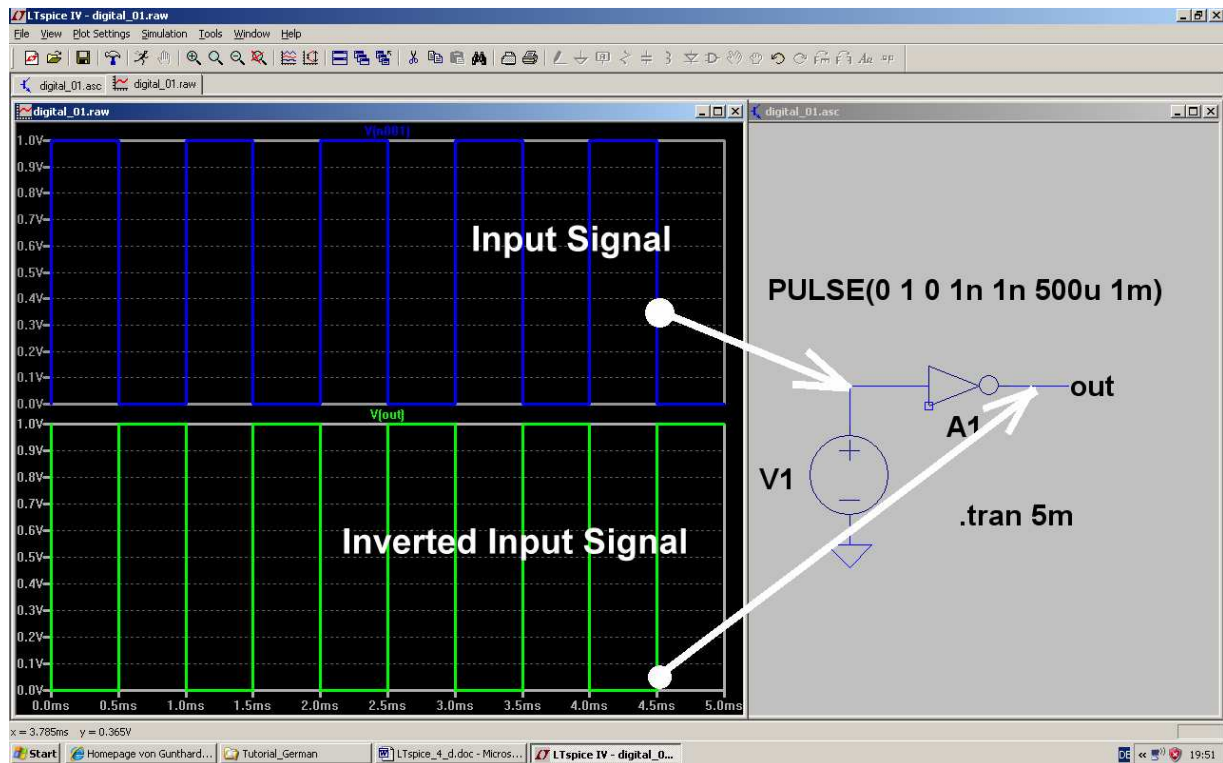 LTspice IV - digital_01.raw
File View Plot Settings Simulation Tools Window Help
digital_01.asc digital_01.raw
digital_01.raw
V(n001)
1.0V
0.9V
0.8V
0.7V
0.6V
0.5V
0.4V
0.3V
0.2V
0.1V
0.0V
Input Signal
V(out)
1.0V
0.9V
0.8V
0.7V
0.6V
0.5V
0.4V
0.3V
0.2V
0.1V
0.0V
Inverted Input Signal
0.0ms 0.5ms 1.0ms 1.5ms 2.0ms 2.5ms 3.0ms 3.5ms 4.0ms 4.5ms 5.0ms
digital_01.asc
PULSE(0 1 0 1n 1n 500u 1m)
out
A1
V1
.tran 5m
x = 3.785ms y = 0.365V
Start Homepage von Gunthard... Tutorial_German LTspice_4_d.doc - Micros... LTspice IV - digital_0... DE « 19:51